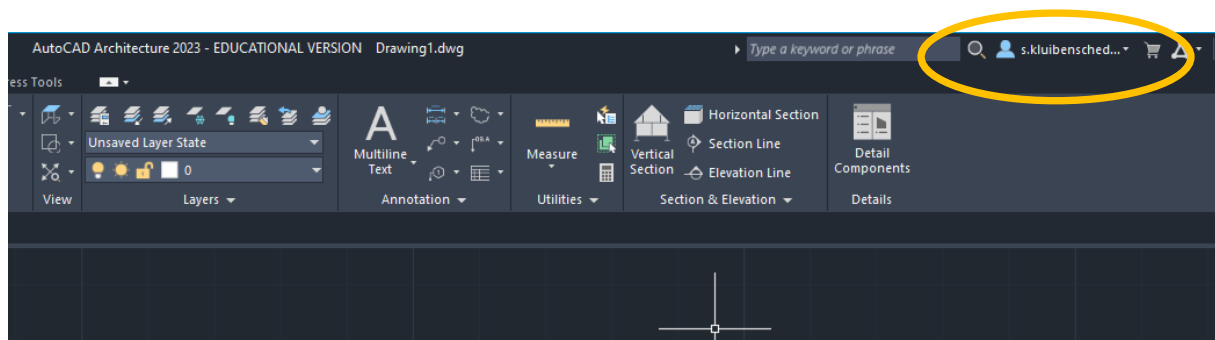 AutoCAD Architecture 2023 - EDUCATIONAL VERSION Drawing1.dwg
Type a keyword or phrase
s.kluibensched...
ress Tools
Unsaved Layer State
0
Multiline
Text
Measure
Vertical
Section
Horizontal Section
Section Line
Elevation Line
Detail
Components
View
Layers
Annotation
Utilities
Section & Elevation
Details